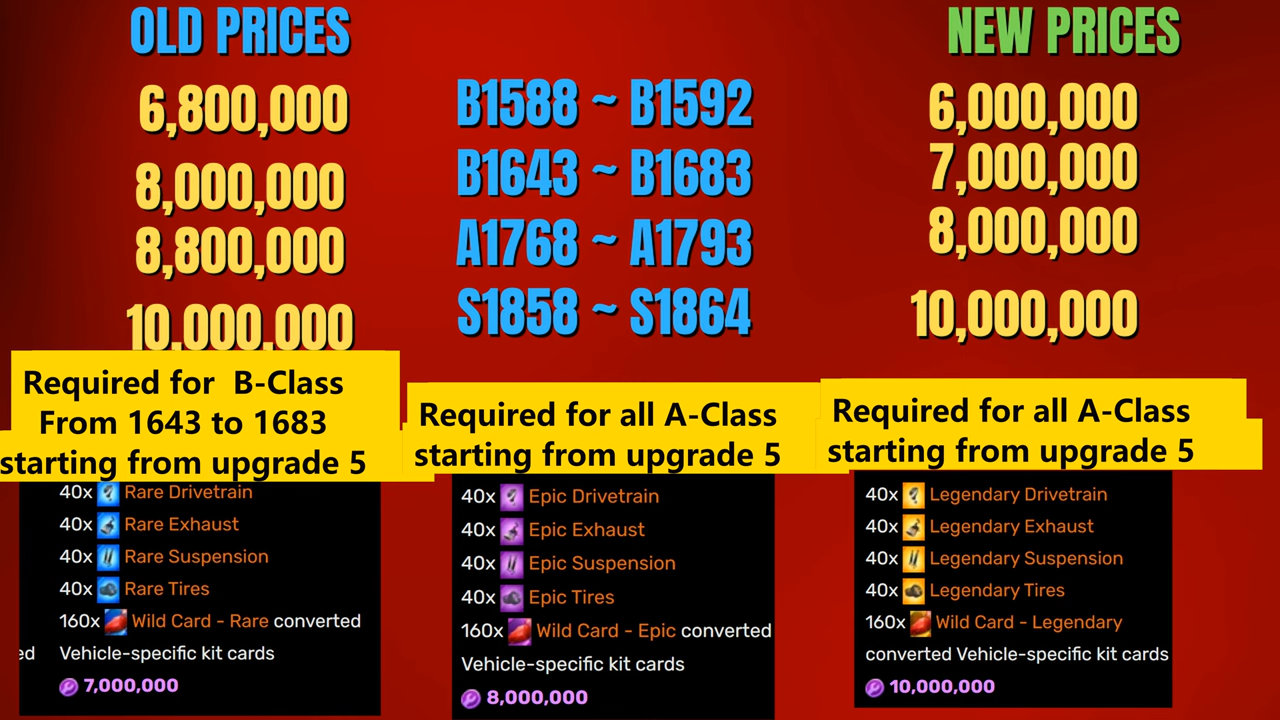 OLD PRICES
6,800,000
8,000,000
8,800,000
10,000,000
B1588 ~ B1592
B1643 ~ B1683
A1768 ~ A1793
S1858 ~ S1864
NEW PRICES
6,000,000
7,000,000
8,000,000
10,000,000
Required for B-Class
From 1643 to 1683
starting from upgrade 5
40x Rare Drivetrain
40x Rare Exhaust
40x Rare Suspension
40x Rare Tires
160x Wild Card - Rare converted
ed Vehicle-specific kit cards
7,000,000
Required for all A-Class
starting from upgrade 5
40x Epic Drivetrain
40x Epic Exhaust
40x Epic Suspension
40x Epic Tires
160x Wild Card - Epic converted
Vehicle-specific kit cards
8,000,000
Required for all A-Class
starting from upgrade 5
40x Legendary Drivetrain
40x Legendary Exhaust
40x Legendary Suspension
40x Legendary Tires
160x Wild Card - Legendary
converted Vehicle-specific kit cards
10,000,000